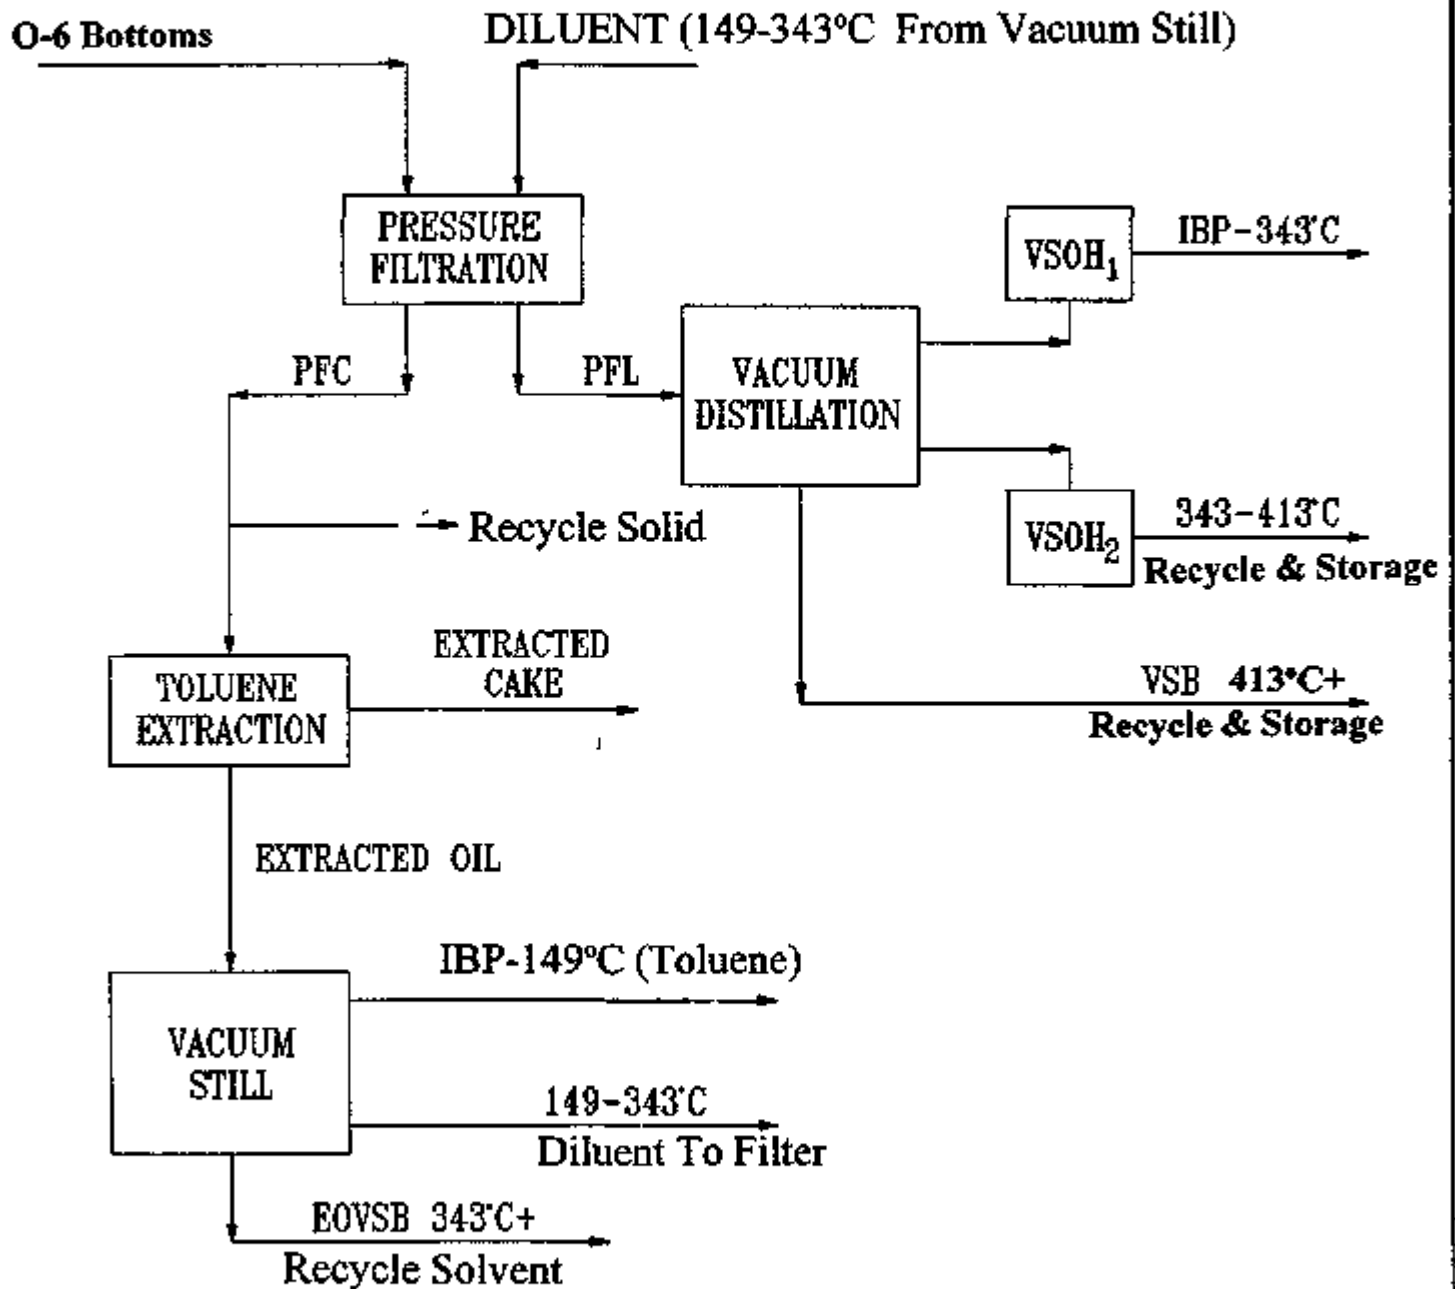 O-6 Bottoms
DILUENT (149-343°C From Vacuum Still)
PRESSURE
FILTRATION
VSOH1
IBP-343°C
PFC
PFL
VACUUM
DISTILLATION
Recycle Solid
VSOH2
343-413°C
Recycle & Storage
TOLUENE
EXTRACTION
EXTRACTED
CAKE
VSB 413°C+
Recycle & Storage
EXTRACTED OIL
VACUUM
STILL
IBP-149°C (Toluene)
149-343°C
Diluent To Filter
EOVSB 343°C+
Recycle Solvent